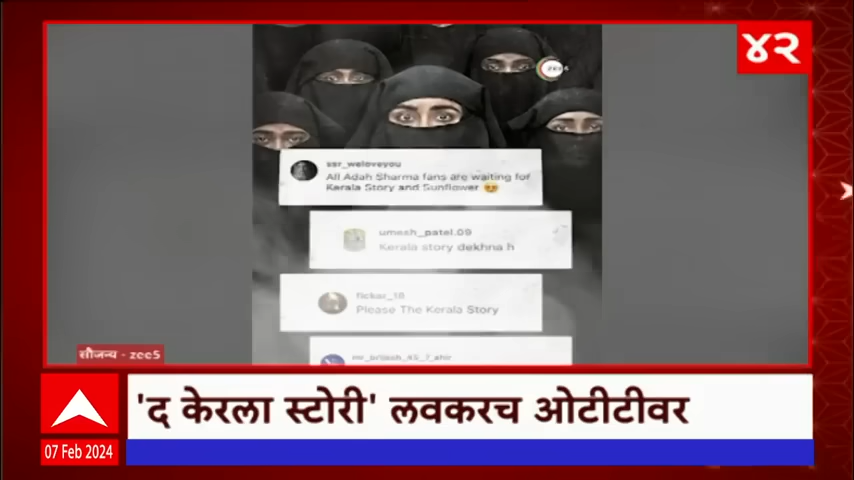 ४२
zee5
ssr_weloveyou
All Adah Sharma fans are waiting for
Kerala Story and Sunflower 😍
umesh_patel.09
Kerala story dekhna h
Please The Kerala Story
सौजन्य - zee5
'द केरला स्टोरी' लवकरच ओटीटीवर
07 Feb 2024